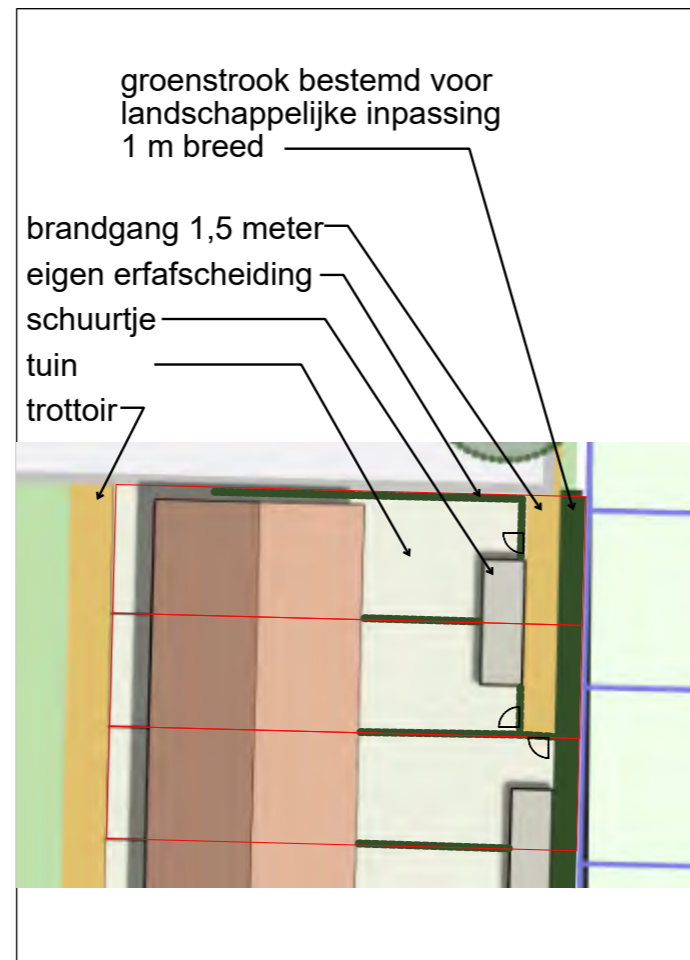 groenstrook bestemd voor
landschappelijke inpassing
1 m breed
brandgang 1,5 meter
eigen erfafscheiding
schuurtje
tuin
trottoir